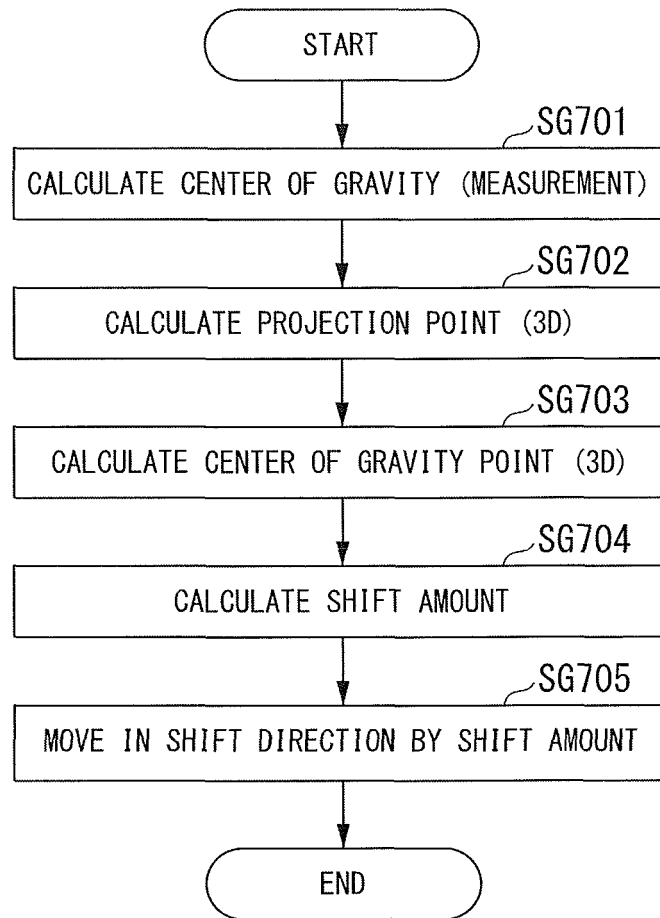 START
SG701
CALCULATE CENTER OF GRAVITY (MEASUREMENT)
SG702
CALCULATE PROJECTION POINT (3D)
SG703
CALCULATE CENTER OF GRAVITY POINT (3D)
SG704
CALCULATE SHIFT AMOUNT
SG705
MOVE IN SHIFT DIRECTION BY SHIFT AMOUNT
END